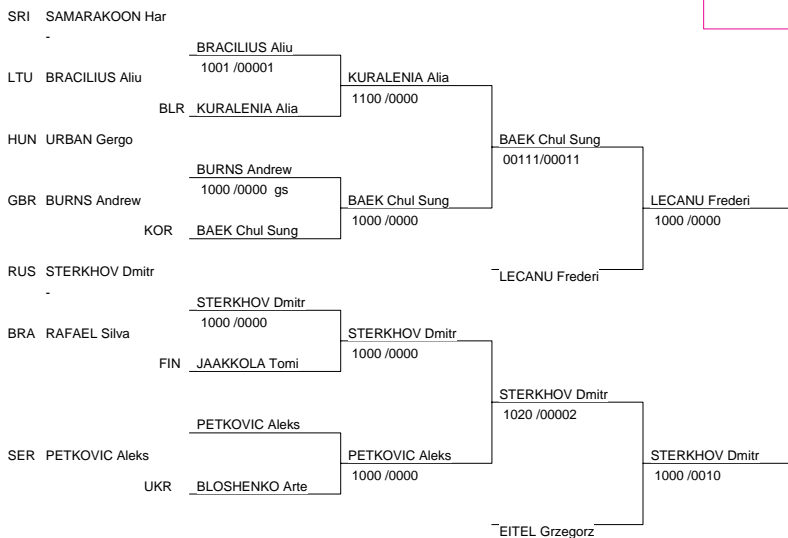 SRI SAMARAKOON Har
-
BRACILIUS Aliu
1001 /00001
LTU BRACILIUS Aliu
KURALENIA Alia
1100 /0000
BLR KURALENIA Alia
HUN URBAN Gergo
BAEK Chul Sung
00111/00011
BURNS Andrew
1000 /0000 gs
GBR BURNS Andrew
BAEK Chul Sung
1000 /0000
LECANU Frederi
1000 /0000
KOR BAEK Chul Sung
RUS STERKHOV Dmitr
-
LECANU Frederi
STERKHOV Dmitr
1000 /0000
BRA RAFAEL Silva
STERKHOV Dmitr
1000 /0000
FIN JAAKKOLA Tomi
STERKHOV Dmitr
1020 /00002
PETKOVIC Aleks
SER PETKOVIC Aleks
PETKOVIC Aleks
1000 /0000
STERKHOV Dmitr
1000 /0010
UKR BLOSHENKO Arte
EITEL Grzegorz